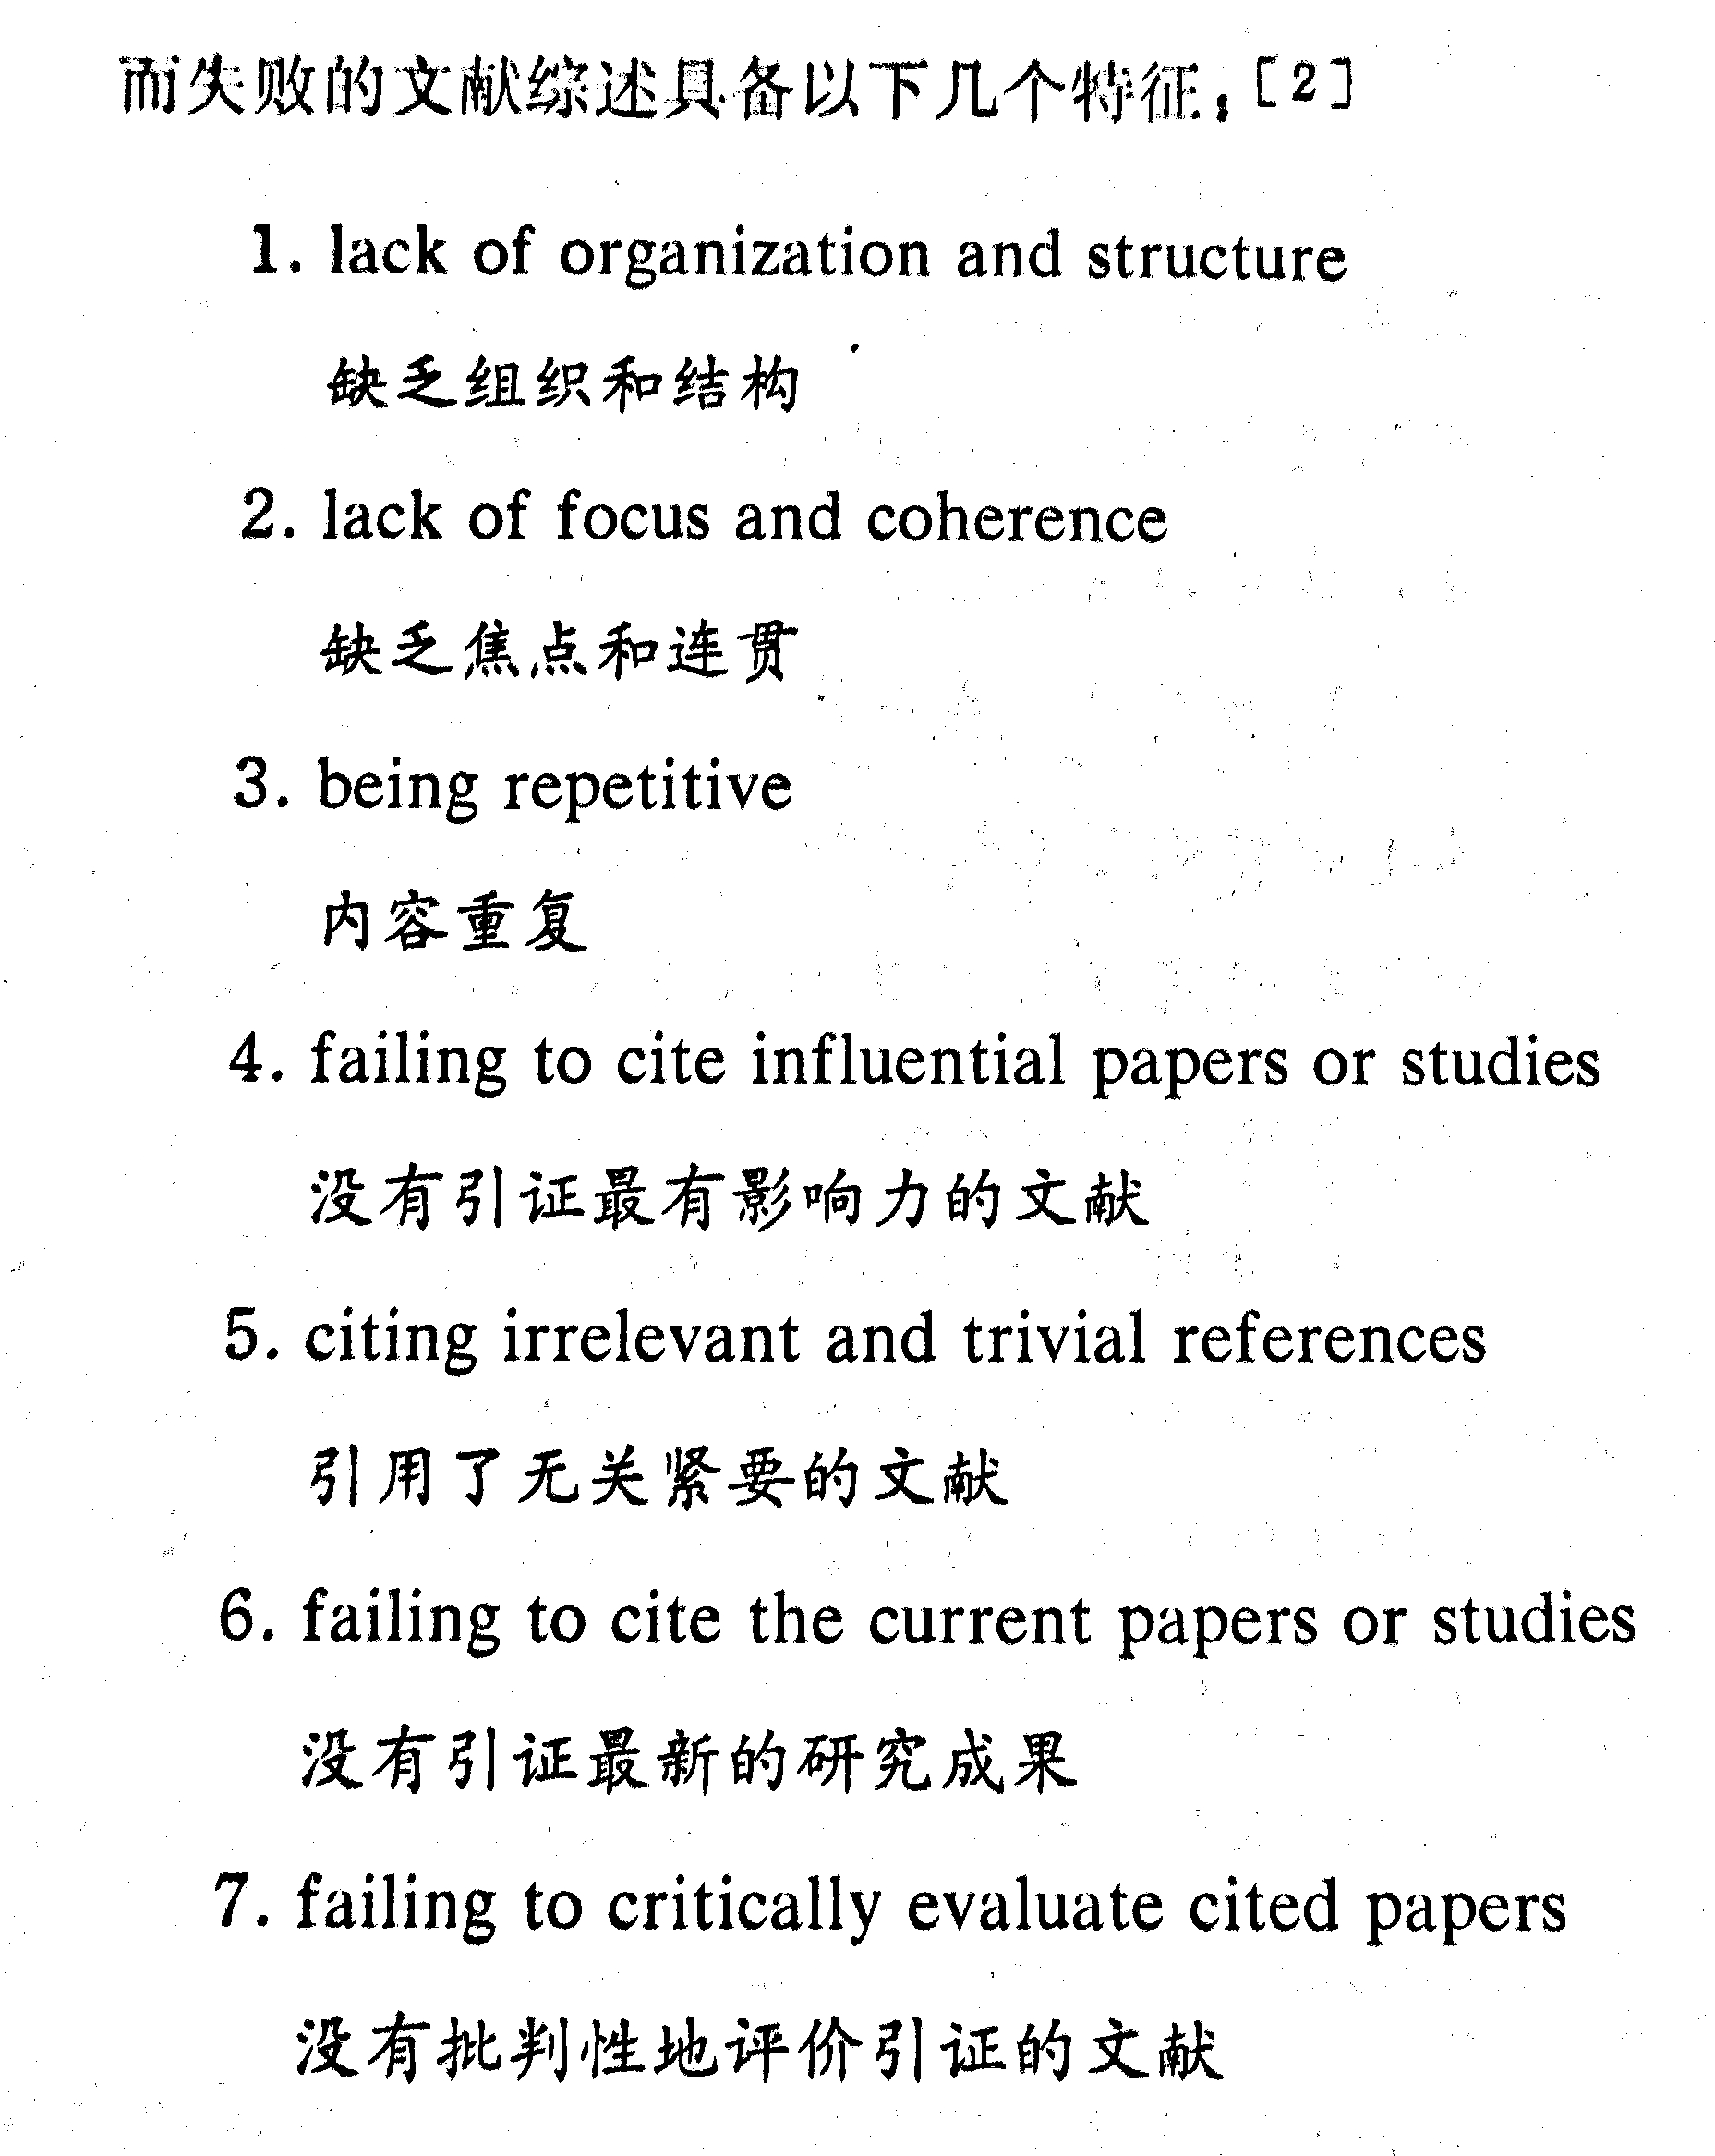 而失败的文献综述具备以下几个特征：[2]
1. lack of organization and structure
缺乏组织和结构
2. lack of focus and coherence
缺乏焦点和连贯
3. being repetitive
内容重复
4. failing to cite influential papers or studies
没有引证最有影响力的文献
5. citing irrelevant and trivial references
引用了无关紧要的文献
6. failing to cite the current papers or studies
没有引证最新的研究成果
7. failing to critically evaluate cited papers
没有批判性地评价引证的文献